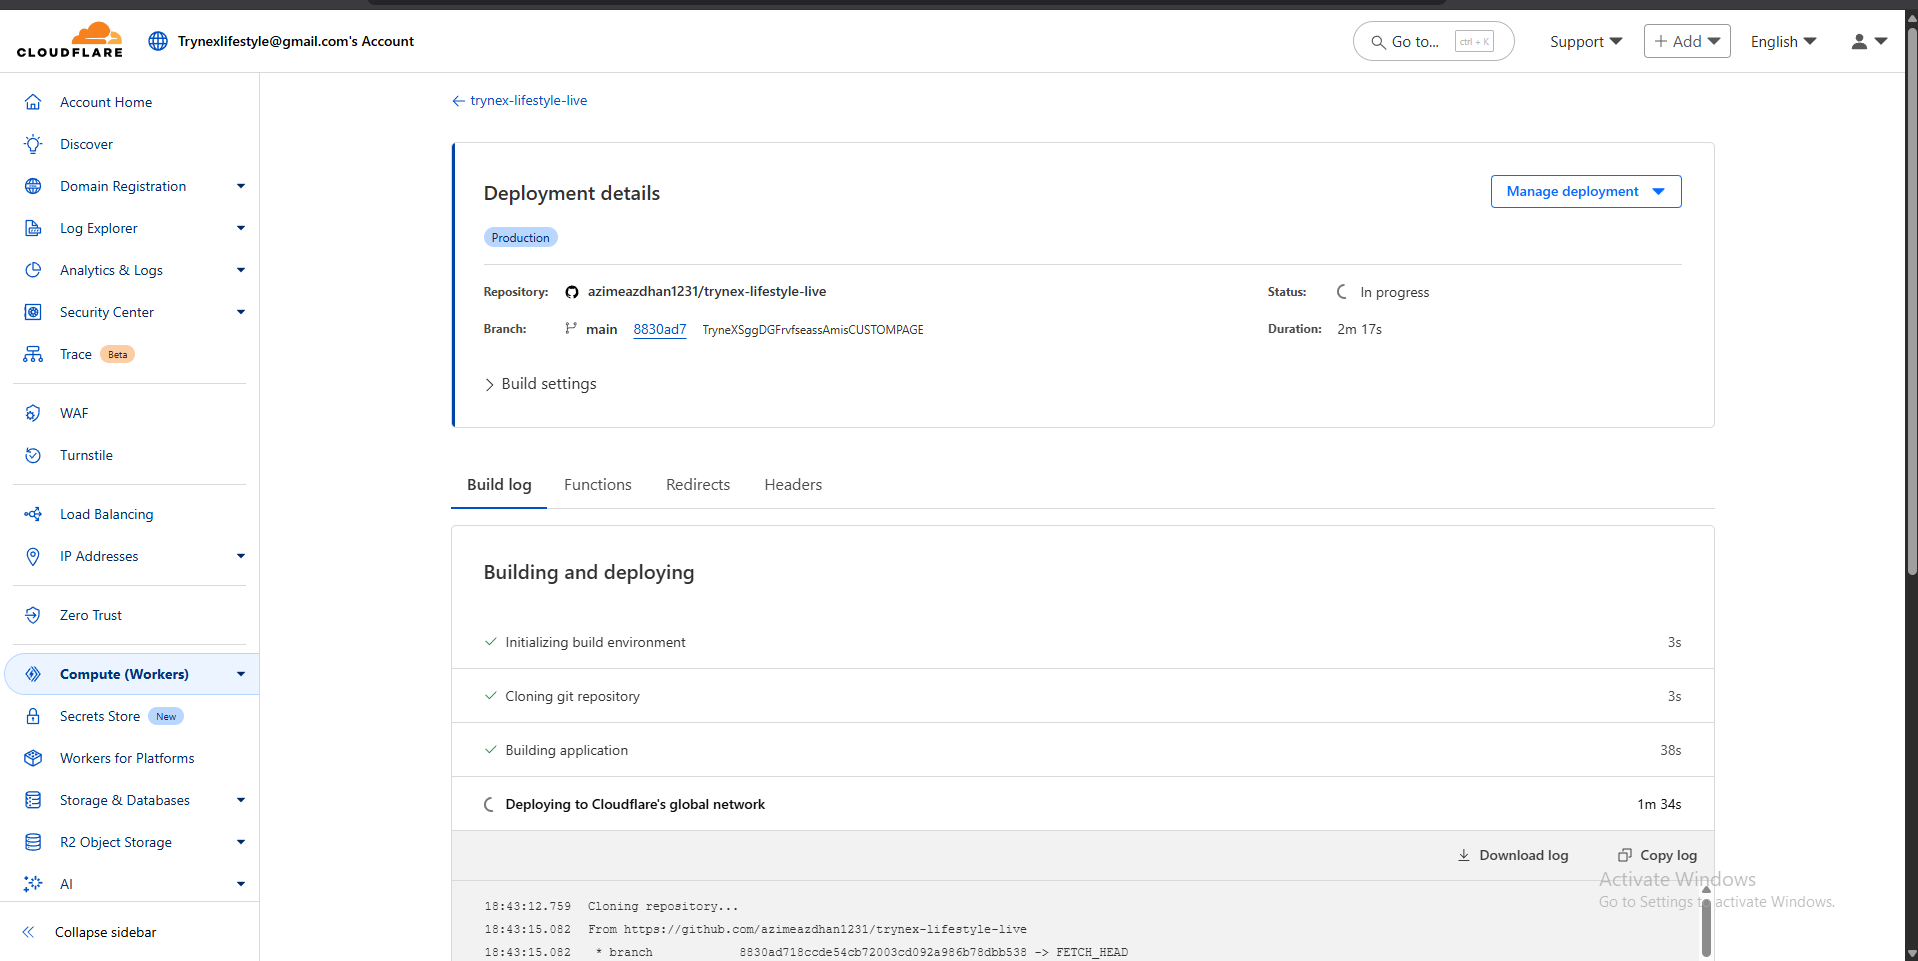 CLOUDFLARE
Trynexlifestyle@gmail.com's Account
Go to... ctrl + K
Support
+ Add
English
Account Home
Discover
Domain Registration
Log Explorer
Analytics & Logs
Security Center
Trace Beta
WAF
Turnstile
Load Balancing
IP Addresses
Zero Trust
Compute (Workers)
Secrets Store New
Workers for Platforms
Storage & Databases
R2 Object Storage
AI
Collapse sidebar
← trynex-lifestyle-live
Deployment details
Manage deployment
Production
Repository: azimeazdhan1231/trynex-lifestyle-live
Status: In progress
Branch: main 8830ad7 TryneXSggDGFrvfseassAmisCUSTOMPAGE
Duration: 2m 17s
Build settings
Build log Functions Redirects Headers
Building and deploying
Initializing build environment 3s
Cloning git repository 3s
Building application 38s
Deploying to Cloudflare's global network 1m 34s
Download log Copy log
18:43:12.759 Cloning repository...
18:43:15.082 From https://github.com/azimeazdhan1231/trynex-lifestyle-live
18:43:15.082 * branch 8830ad718ccde54cb72003cd092a986b78dbb538 -> FETCH_HEAD
Activate Windows
Go to Settings to activate Windows.